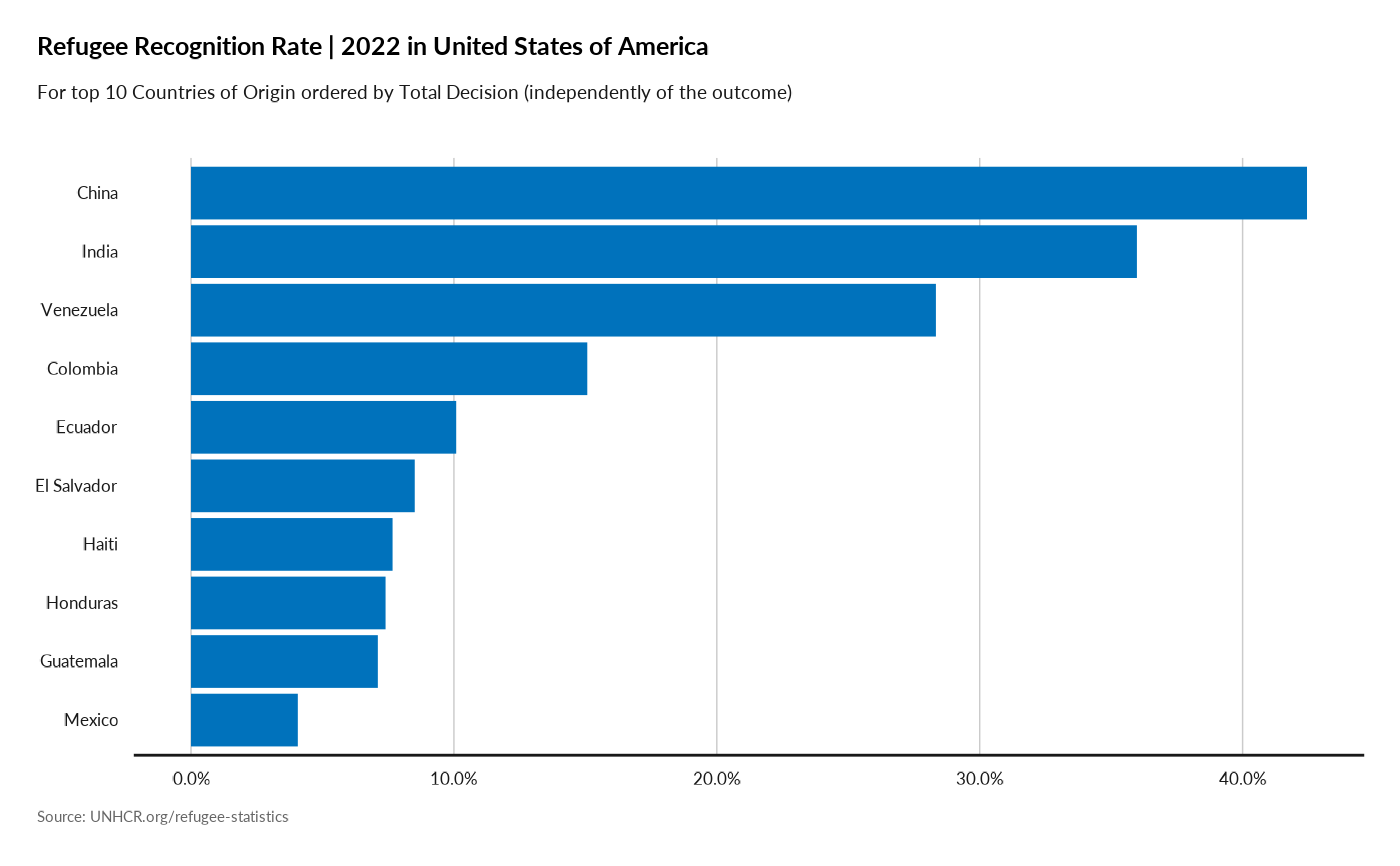 Refugee Recognition Rate | 2022 in United States of America
For top 10 Countries of Origin ordered by Total Decision (independently of the outcome)
China
India
Venezuela
Colombia
Ecuador
El Salvador
Haiti
Honduras
Guatemala
Mexico
0.0% 10.0% 20.0% 30.0% 40.0%
Source: UNHCR.org/refugee-statistics